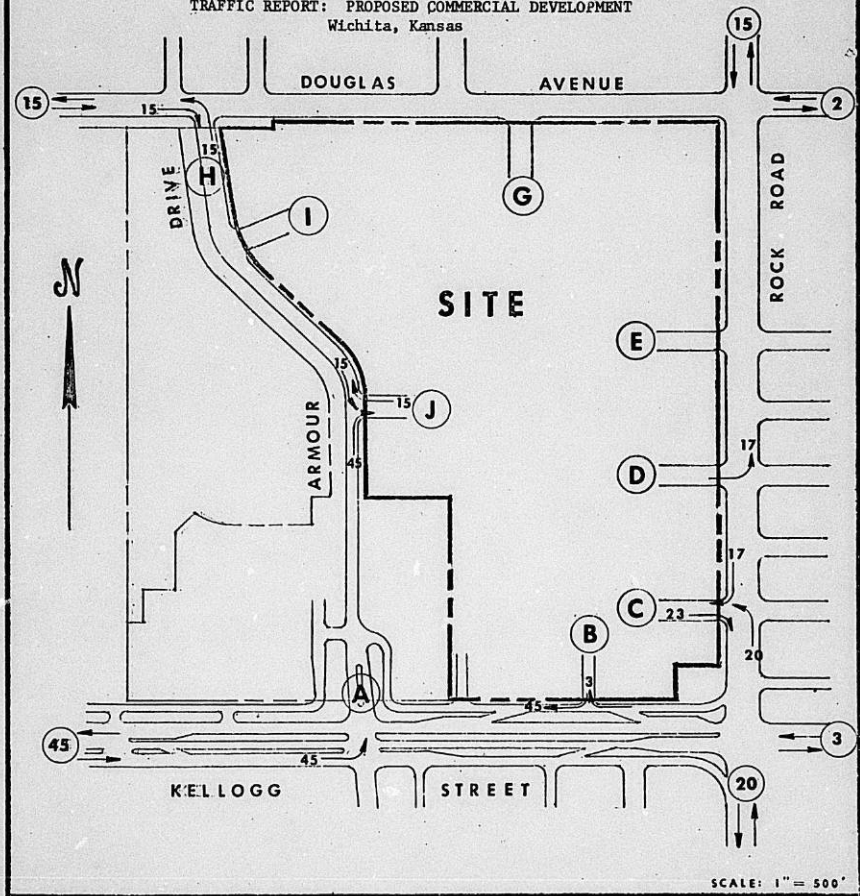 TRAFFIC REPORT: PROPOSED COMMERCIAL DEVELOPMENT
Wichita, Kansas
15
DOUGLAS AVENUE
15
15
2
15
H
DRIVE
I
G
ROCK ROAD
N
SITE
E
15
15
J
ARMOUR
45
17
D
17
C
23
B
20
3
A
45
45
45
3
KELLOGG STREET
20
SCALE: 1" = 500'